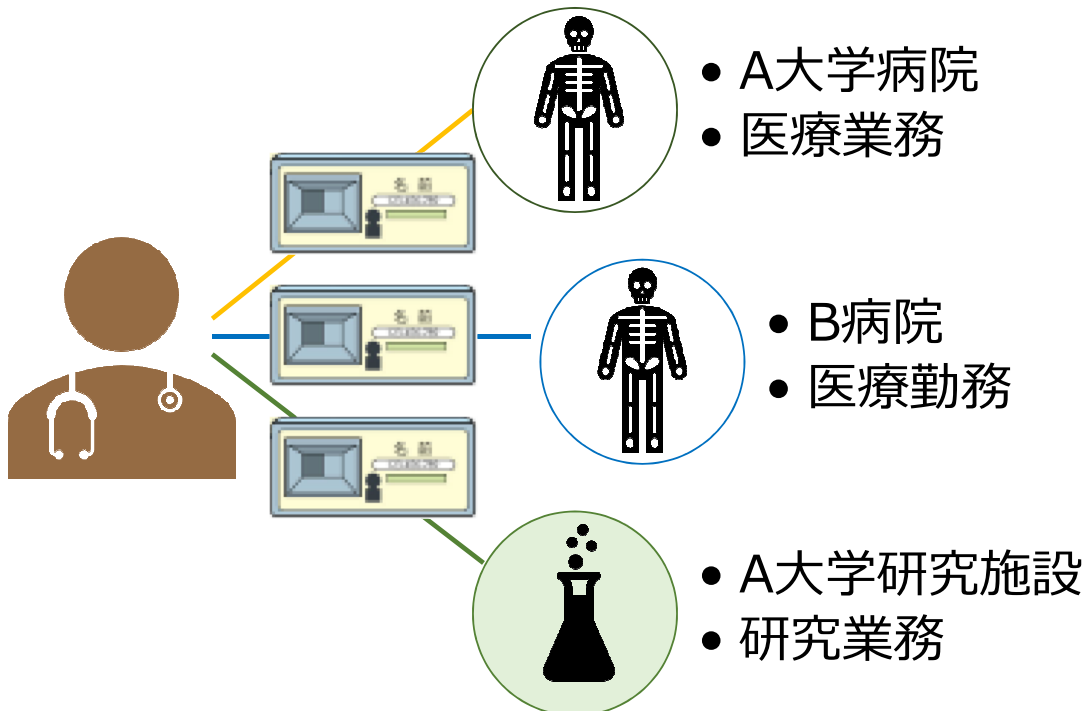 • A大学病院
• 医療業務
名 前
名 前
• B病院
• 医療勤務
名 前
• A大学研究施設
• 研究業務